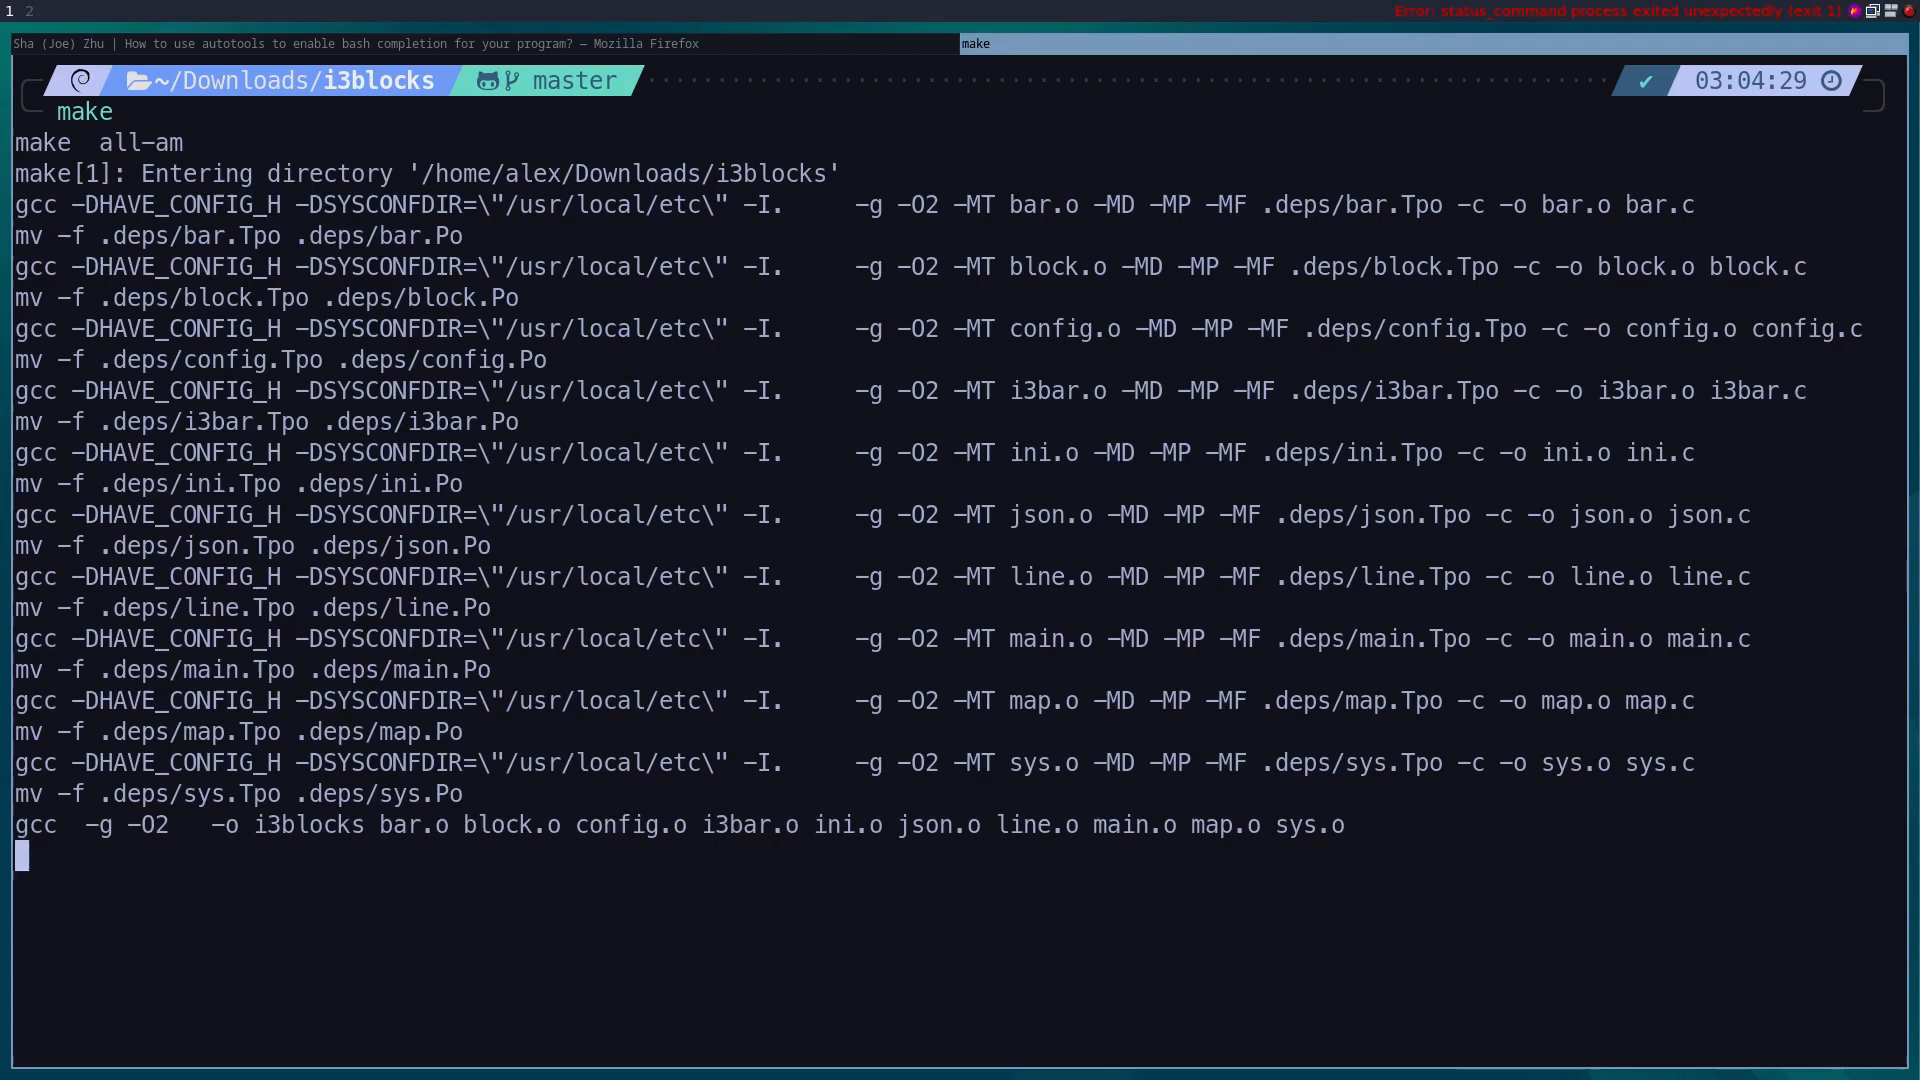 1 2
Error: status_command process exited unexpectedly (exit 1)
Sha (Joe) Zhu | How to use autotools to enable bash completion for your program? — Mozilla Firefox
make
~/Downloads/i3blocks master
03:04:29
make
make  all-am
make[1]: Entering directory '/home/alex/Downloads/i3blocks'
gcc -DHAVE_CONFIG_H -DSYSCONFDIR=\"/usr/local/etc\" -I.     -g -O2 -MT bar.o -MD -MP -MF .deps/bar.Tpo -c -o bar.o bar.c
mv -f .deps/bar.Tpo .deps/bar.Po
gcc -DHAVE_CONFIG_H -DSYSCONFDIR=\"/usr/local/etc\" -I.     -g -O2 -MT block.o -MD -MP -MF .deps/block.Tpo -c -o block.o block.c
mv -f .deps/block.Tpo .deps/block.Po
gcc -DHAVE_CONFIG_H -DSYSCONFDIR=\"/usr/local/etc\" -I.     -g -O2 -MT config.o -MD -MP -MF .deps/config.Tpo -c -o config.o config.c
mv -f .deps/config.Tpo .deps/config.Po
gcc -DHAVE_CONFIG_H -DSYSCONFDIR=\"/usr/local/etc\" -I.     -g -O2 -MT i3bar.o -MD -MP -MF .deps/i3bar.Tpo -c -o i3bar.o i3bar.c
mv -f .deps/i3bar.Tpo .deps/i3bar.Po
gcc -DHAVE_CONFIG_H -DSYSCONFDIR=\"/usr/local/etc\" -I.     -g -O2 -MT ini.o -MD -MP -MF .deps/ini.Tpo -c -o ini.o ini.c
mv -f .deps/ini.Tpo .deps/ini.Po
gcc -DHAVE_CONFIG_H -DSYSCONFDIR=\"/usr/local/etc\" -I.     -g -O2 -MT json.o -MD -MP -MF .deps/json.Tpo -c -o json.o json.c
mv -f .deps/json.Tpo .deps/json.Po
gcc -DHAVE_CONFIG_H -DSYSCONFDIR=\"/usr/local/etc\" -I.     -g -O2 -MT line.o -MD -MP -MF .deps/line.Tpo -c -o line.o line.c
mv -f .deps/line.Tpo .deps/line.Po
gcc -DHAVE_CONFIG_H -DSYSCONFDIR=\"/usr/local/etc\" -I.     -g -O2 -MT main.o -MD -MP -MF .deps/main.Tpo -c -o main.o main.c
mv -f .deps/main.Tpo .deps/main.Po
gcc -DHAVE_CONFIG_H -DSYSCONFDIR=\"/usr/local/etc\" -I.     -g -O2 -MT map.o -MD -MP -MF .deps/map.Tpo -c -o map.o map.c
mv -f .deps/map.Tpo .deps/map.Po
gcc -DHAVE_CONFIG_H -DSYSCONFDIR=\"/usr/local/etc\" -I.     -g -O2 -MT sys.o -MD -MP -MF .deps/sys.Tpo -c -o sys.o sys.c
mv -f .deps/sys.Tpo .deps/sys.Po
gcc  -g -O2   -o i3blocks bar.o block.o config.o i3bar.o ini.o json.o line.o main.o map.o sys.o